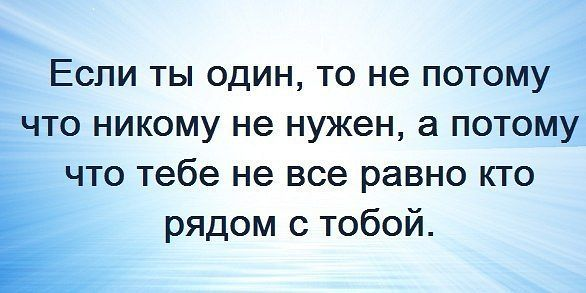 Если ты один, то не потому
что никому не нужен, а потому
что тебе не все равно кто
рядом с тобой.